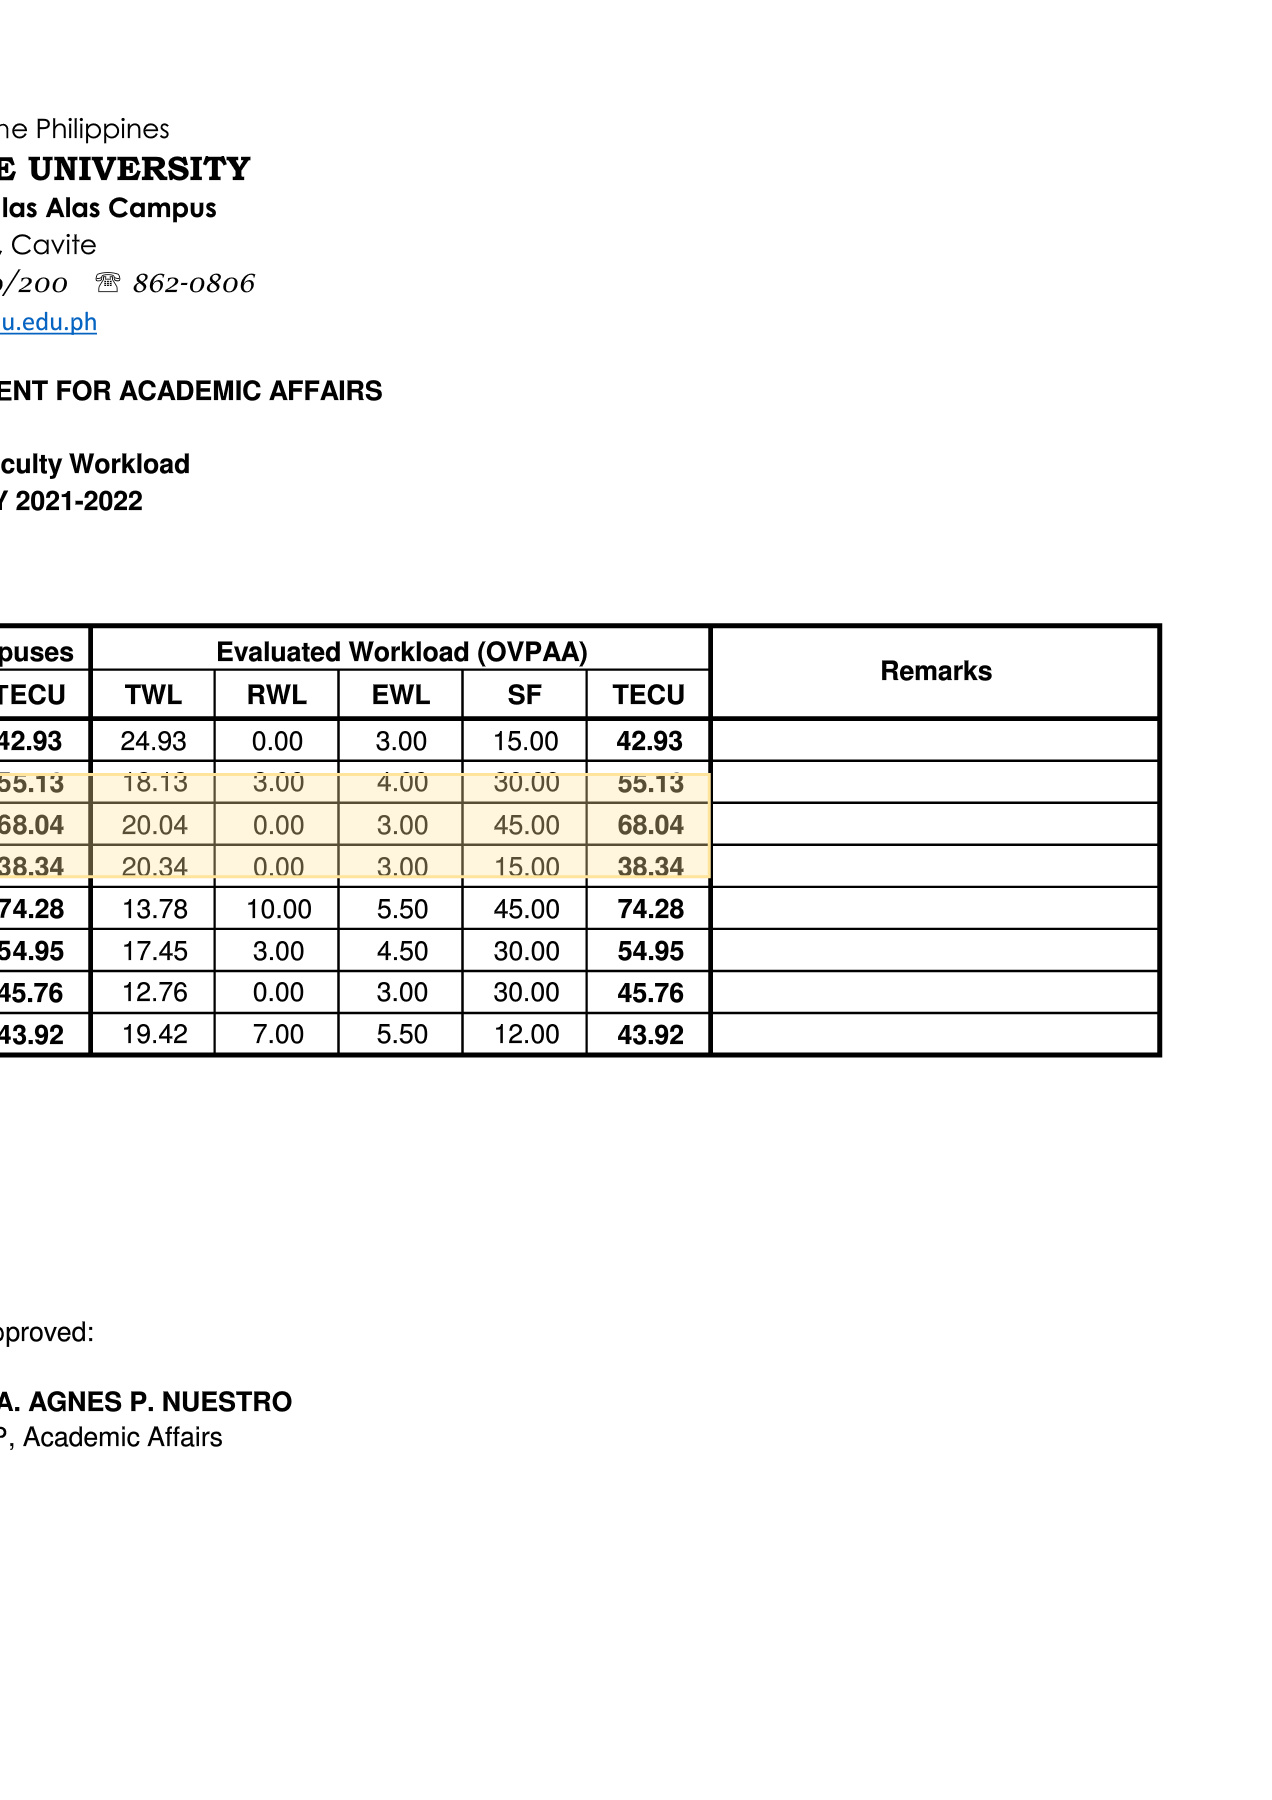 ne Philippines
E UNIVERSITY
las Alas Campus
, Cavite
/200 ☏ 862-0806
u.edu.ph
ENT FOR ACADEMIC AFFAIRS
culty Workload
Y 2021-2022
puses Evaluated Workload (OVPAA) Remarks
TECU TWL RWL EWL SF TECU
42.93 24.93 0.00 3.00 15.00 42.93
55.13 18.13 3.00 4.00 30.00 55.13
68.04 20.04 0.00 3.00 45.00 68.04
38.34 20.34 0.00 3.00 15.00 38.34
74.28 13.78 10.00 5.50 45.00 74.28
54.95 17.45 3.00 4.50 30.00 54.95
45.76 12.76 0.00 3.00 30.00 45.76
43.92 19.42 7.00 5.50 12.00 43.92
pproved:
A. AGNES P. NUESTRO
P, Academic Affairs